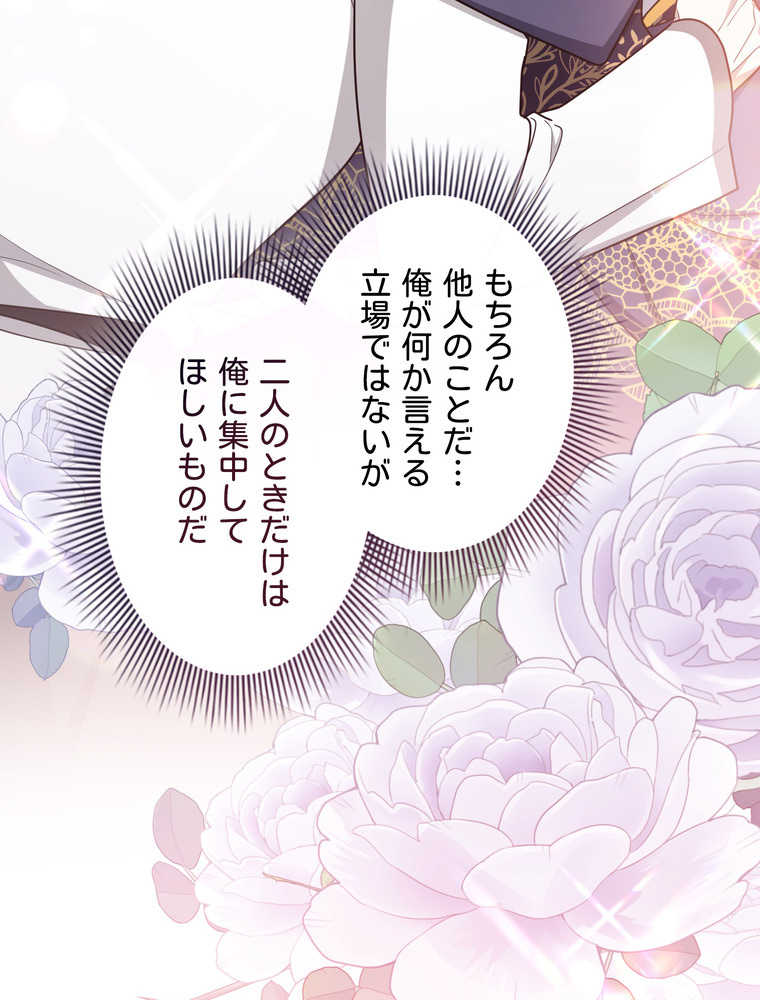 もちろん
他人のことだ…
俺が何か言える
立場ではないが
二人のときだけは
俺に集中して
ほしいものだ